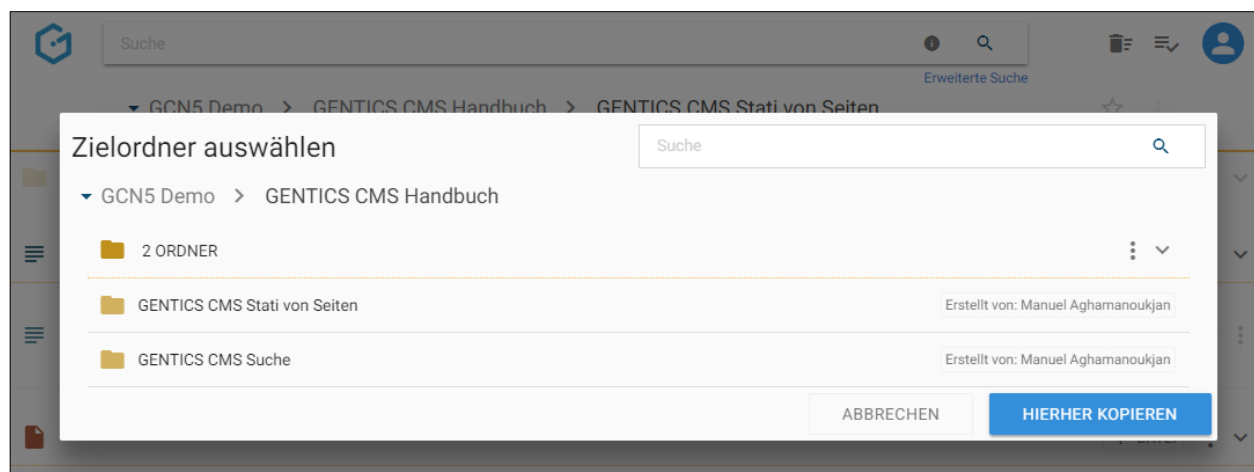 Suche
Erweiterte Suche
GCN5 Demo > GENTICS CMS Handbuch > GENTICS CMS Stati von Seiten
Zielordner auswählen
Suche
GCN5 Demo > GENTICS CMS Handbuch
2 ORDNER
GENTICS CMS Stati von Seiten
Erstellt von: Manuel Aghamanoukjan
GENTICS CMS Suche
Erstellt von: Manuel Aghamanoukjan
ABBRECHEN
HIERHER KOPIEREN